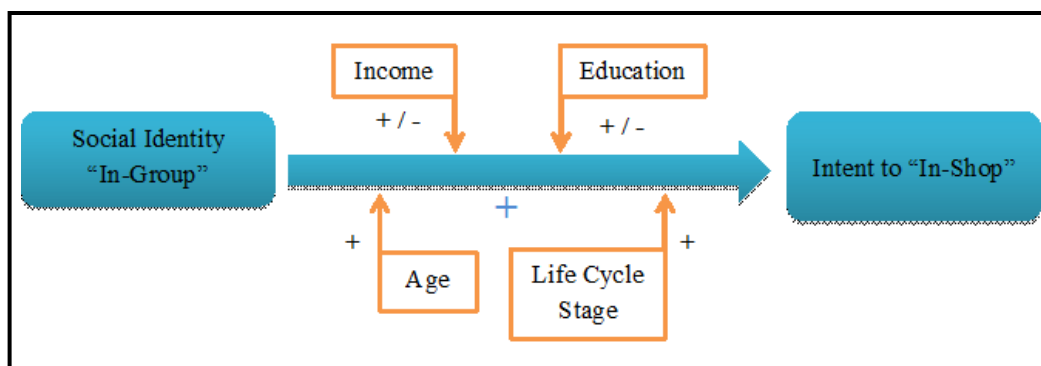 Income
Education
+ / -
+ / -
Social Identity
“In-Group”
Intent to “In-Shop”
+
+
+
Age
Life Cycle
Stage